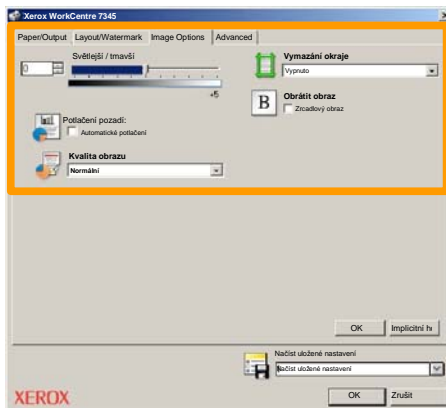 Xerox WorkCentre 7345
Paper/Output Layout/Watermark Image Options Advanced
Světlejší / tmavší
0
+5
Vymazání okraje
Vypnuto
Obrátit obraz
B
Zrcadlový obraz
Potlačení pozadí:
Automatické potlačení
Kvalita obrazu
Normální
OK Implicitní h
Načíst uložené nastavení
Načíst uložené nastavení
XEROX
OK Zrušit